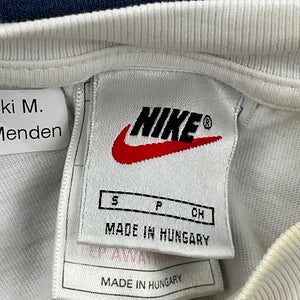 ki M.
Menden
NIKE®
S P CH
MADE IN HUNGARY
MADE IN HUNGARY